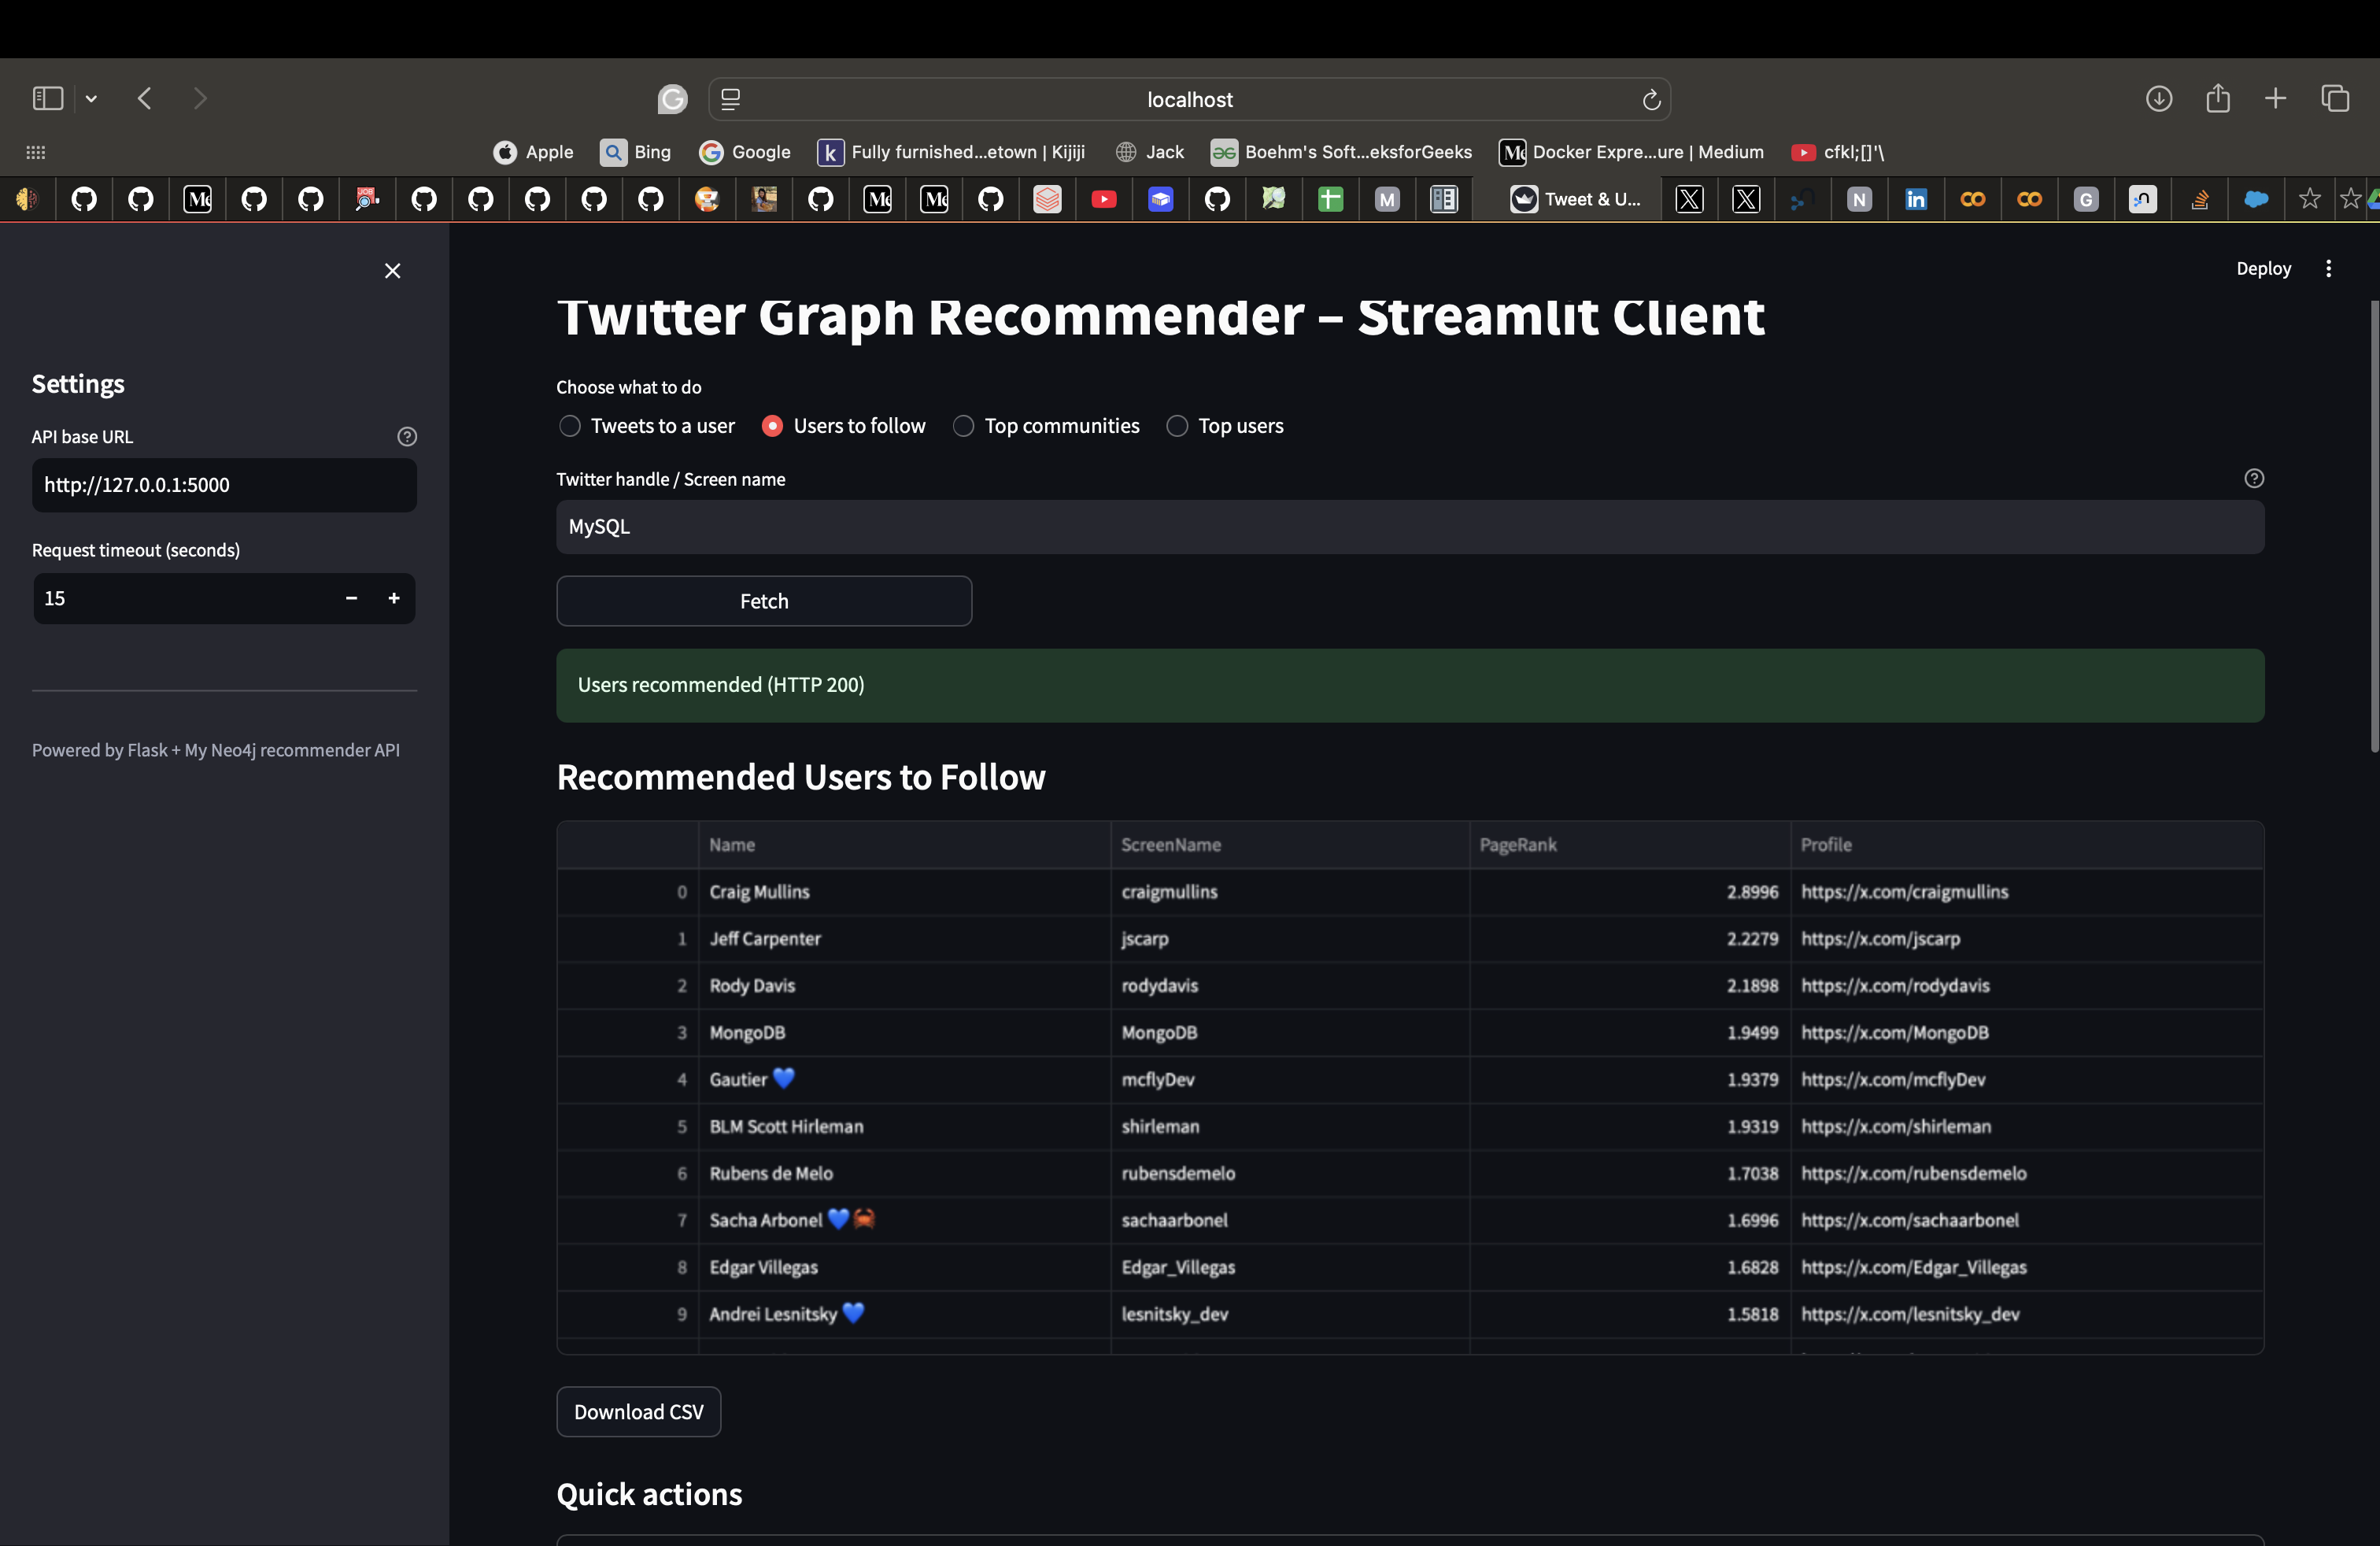 localhost
Apple Bing Google Fully furnished...etown | Kijiji Jack Boehm's Soft...eksforGeeks Docker Expre...ure | Medium cfkl;[]'\
Tweet & U...
Deploy
Twitter Graph Recommender – Streamlit Client
Settings
API base URL
http://127.0.0.1:5000
Request timeout (seconds)
15
Powered by Flask + My Neo4j recommender API
Choose what to do
Tweets to a user Users to follow Top communities Top users
Twitter handle / Screen name
MySQL
Fetch
Users recommended (HTTP 200)
Recommended Users to Follow
Name ScreenName PageRank Profile
0 Craig Mullins craigmullins 2.8996 https://x.com/craigmullins
1 Jeff Carpenter jscarp 2.2279 https://x.com/jscarp
2 Rody Davis rodydavis 2.1898 https://x.com/rodydavis
3 MongoDB MongoDB 1.9499 https://x.com/MongoDB
4 Gautier 💙 mcflyDev 1.9379 https://x.com/mcflyDev
5 BLM Scott Hirleman shirleman 1.9319 https://x.com/shirleman
6 Rubens de Melo rubensdemelo 1.7038 https://x.com/rubensdemelo
7 Sacha Arbonel 💙🦀 sachaarbonel 1.6996 https://x.com/sachaarbonel
8 Edgar Villegas Edgar_Villegas 1.6828 https://x.com/Edgar_Villegas
9 Andrei Lesnitsky 💙 lesnitsky_dev 1.5818 https://x.com/lesnitsky_dev
Download CSV
Quick actions